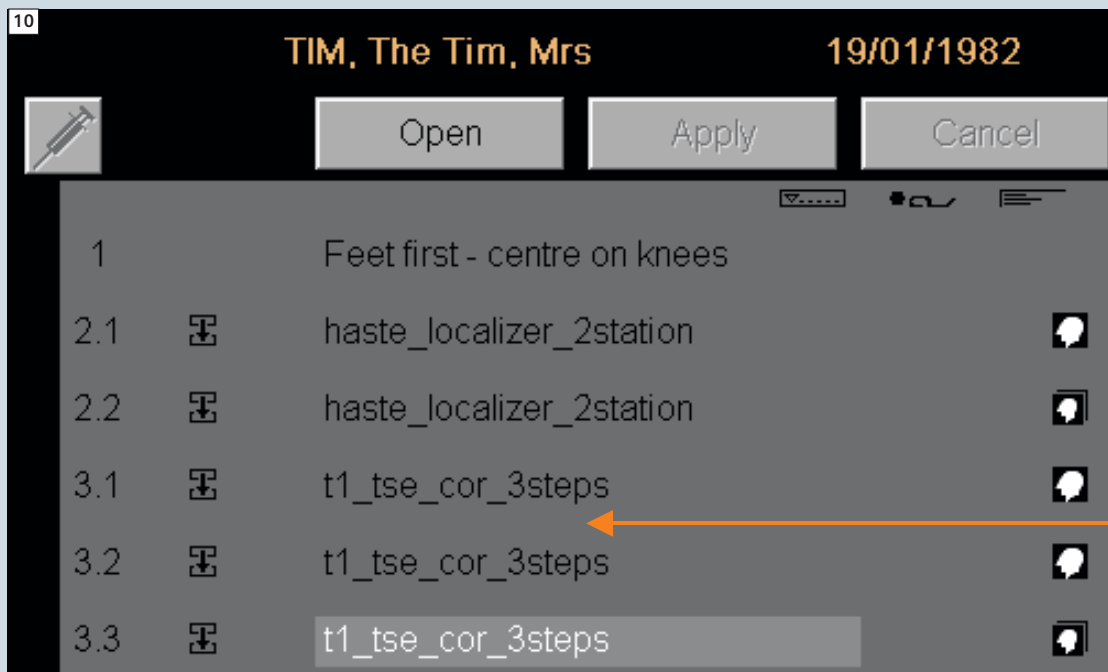 10
TIM, The Tim, Mrs 19/01/1982
Open Apply Cancel
1 Feet first - centre on knees
2.1 haste_localizer_2station
2.2 haste_localizer_2station
3.1 t1_tse_cor_3steps
3.2 t1_tse_cor_3steps
3.3 t1_tse_cor_3steps